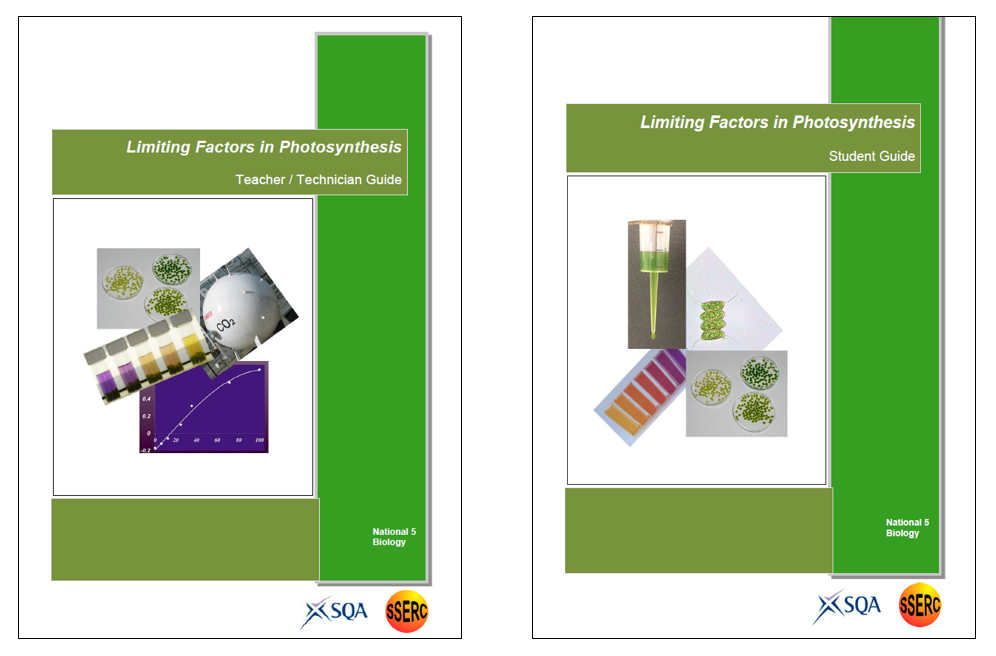 Limiting Factors in Photosynthesis
Teacher / Technician Guide
CO₂
0.4
0.2
0
-0.2
0 20 40 60 80 100
National 5
Biology
SQA
SSERC
Limiting Factors in Photosynthesis
Student Guide
National 5
Biology
SQA
SSERC